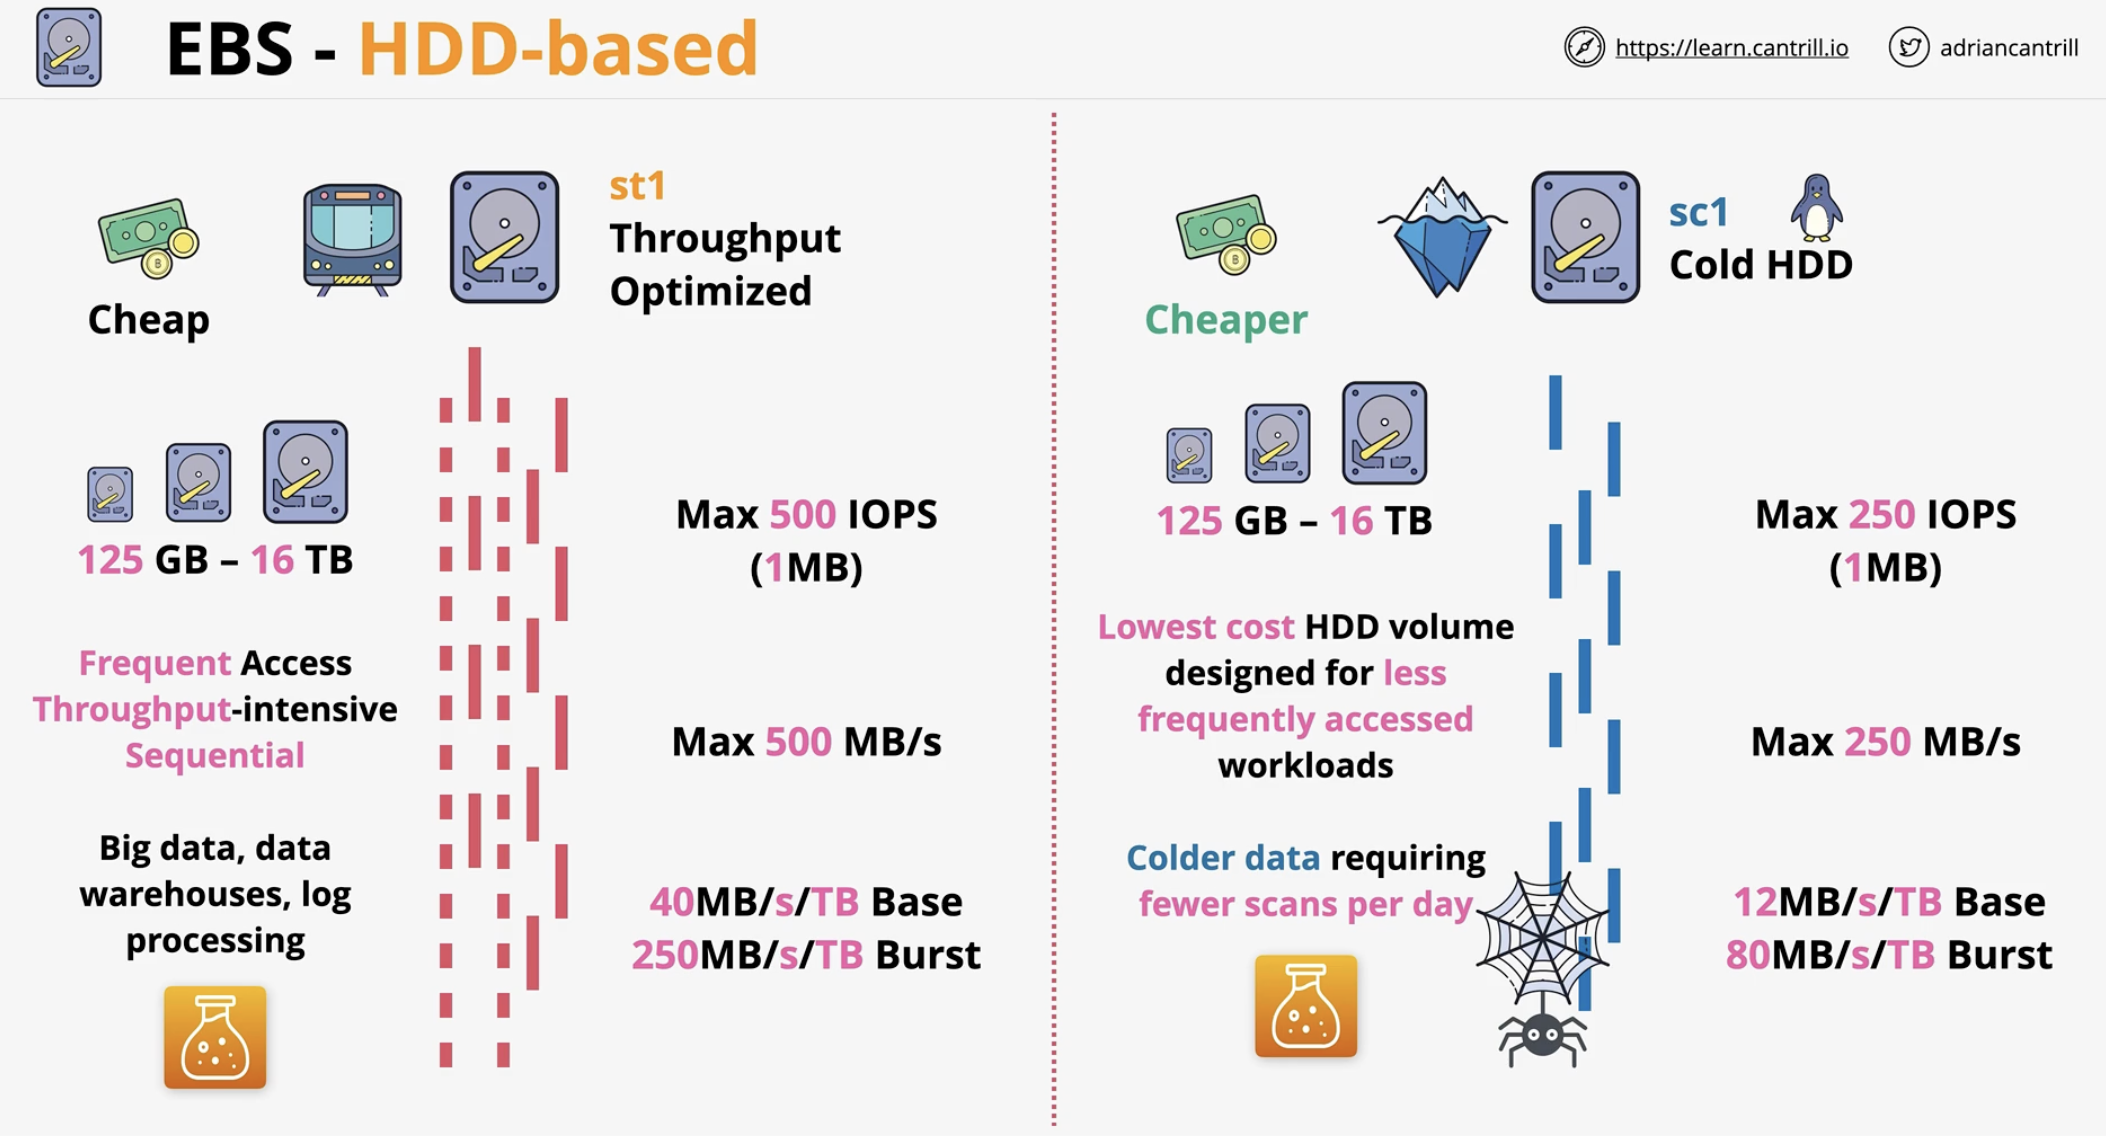 EBS - HDD-based
https://learn.cantrill.io
adriancantrill
st1
Throughput
Optimized
Cheap
125 GB – 16 TB
Frequent Access
Throughput-intensive
Sequential
Big data, data
warehouses, log
processing
Max 500 IOPS
(1MB)
Max 500 MB/s
40MB/s/TB Base
250MB/s/TB Burst
sc1
Cold HDD
Cheaper
125 GB – 16 TB
Lowest cost HDD volume
designed for less
frequently accessed
workloads
Colder data requiring
fewer scans per day
Max 250 IOPS
(1MB)
Max 250 MB/s
12MB/s/TB Base
80MB/s/TB Burst